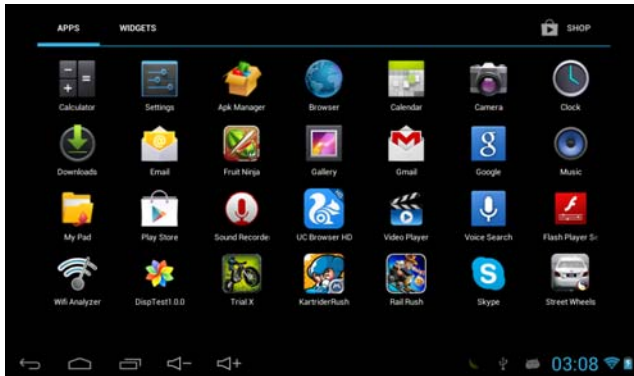 APPS WIDGETS SHOP
Calculator Settings Apk Manager Browser Calendar Camera Clock
Downloads Email Fruit Ninja Gallery Gmail Google Music
My Pad Play Store Sound Recorde UC Browser HD Video Player Voice Search Flash Player Se
Wifi Analyzer DispTest1.0.0 Trial X KartriderRush Rail Rush Skype Street Wheels
03:08